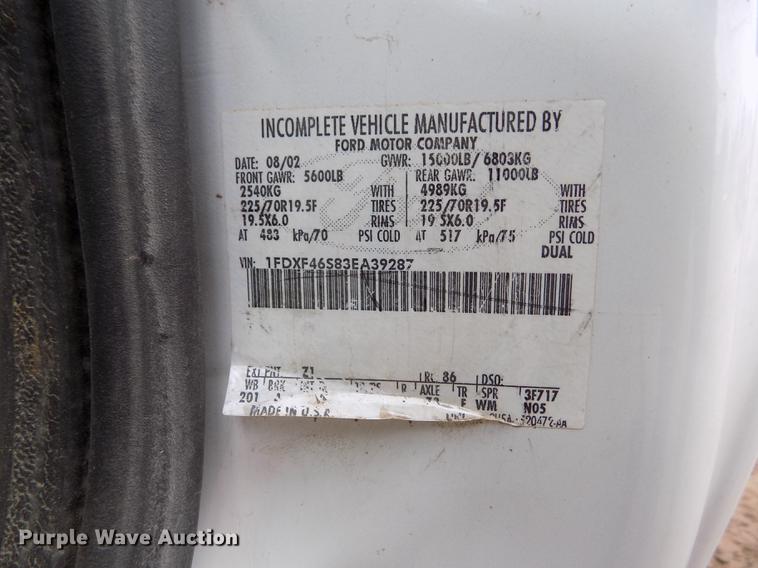 INCOMPLETE VEHICLE MANUFACTURED BY
FORD MOTOR COMPANY
DATE: 08/02 GVWR: 15000LB/6803KG
FRONT GAWR: 5600LB REAR GAWR: 11000LB
2540KG WITH 4989KG WITH
225/70R19.5F TIRES 225/70R19.5F TIRES
19.5X6.0 RIMS 19.5X6.0 RIMS
AT 483 kPa/70 PSI COLD AT 517 kPa/75 PSI COLD
DUAL
VIN: 1FDXF46S83EA39287
EXT PNT: Z1 RC: 86 DSO:
WB BRK R AXLE TR SPR 3F717
201 WM N05
MADE IN U.S.A.
Purple Wave Auction